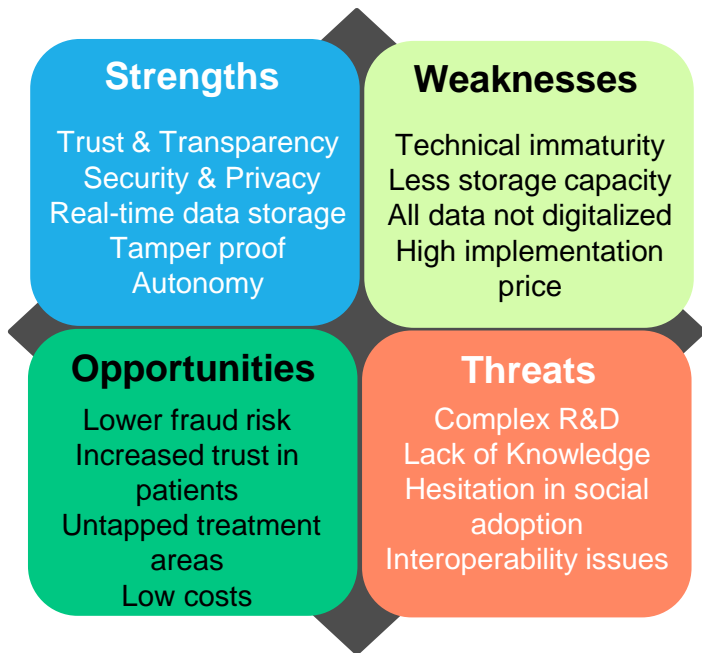 Strengths
Trust & Transparency
Security & Privacy
Real-time data storage
Tamper proof
Autonomy
Weaknesses
Technical immaturity
Less storage capacity
All data not digitalized
High implementation
price
Opportunities
Lower fraud risk
Increased trust in
patients
Untapped treatment
areas
Low costs
Threats
Complex R&D
Lack of Knowledge
Hesitation in social
adoption
Interoperability issues